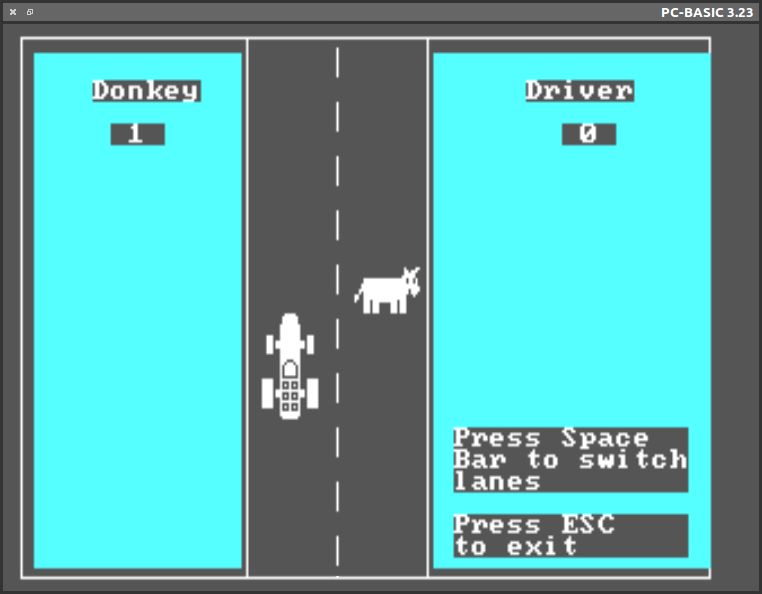 PC-BASIC 3.23
Donkey
1
Driver
0
Press Space
Bar to switch
lanes
Press ESC
to exit